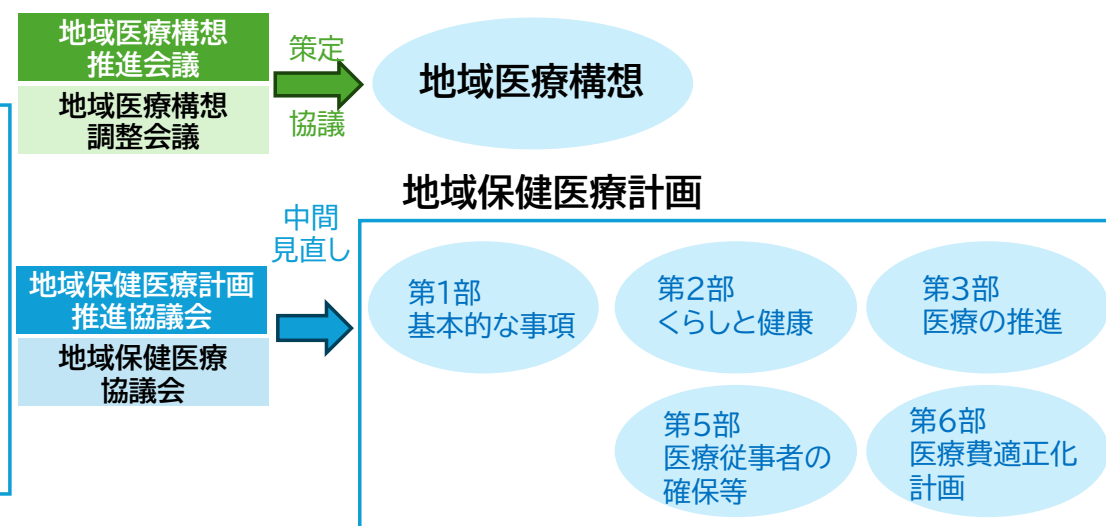 地域医療構想
推進会議
地域医療構想
調整会議
策定
協議
地域医療構想
地域保健医療計画
中間
見直し
地域保健医療計画
推進協議会
地域保健医療
協議会
第1部
基本的な事項
第2部
くらしと健康
第3部
医療の推進
第5部
医療従事者の
確保等
第6部
医療費適正化
計画